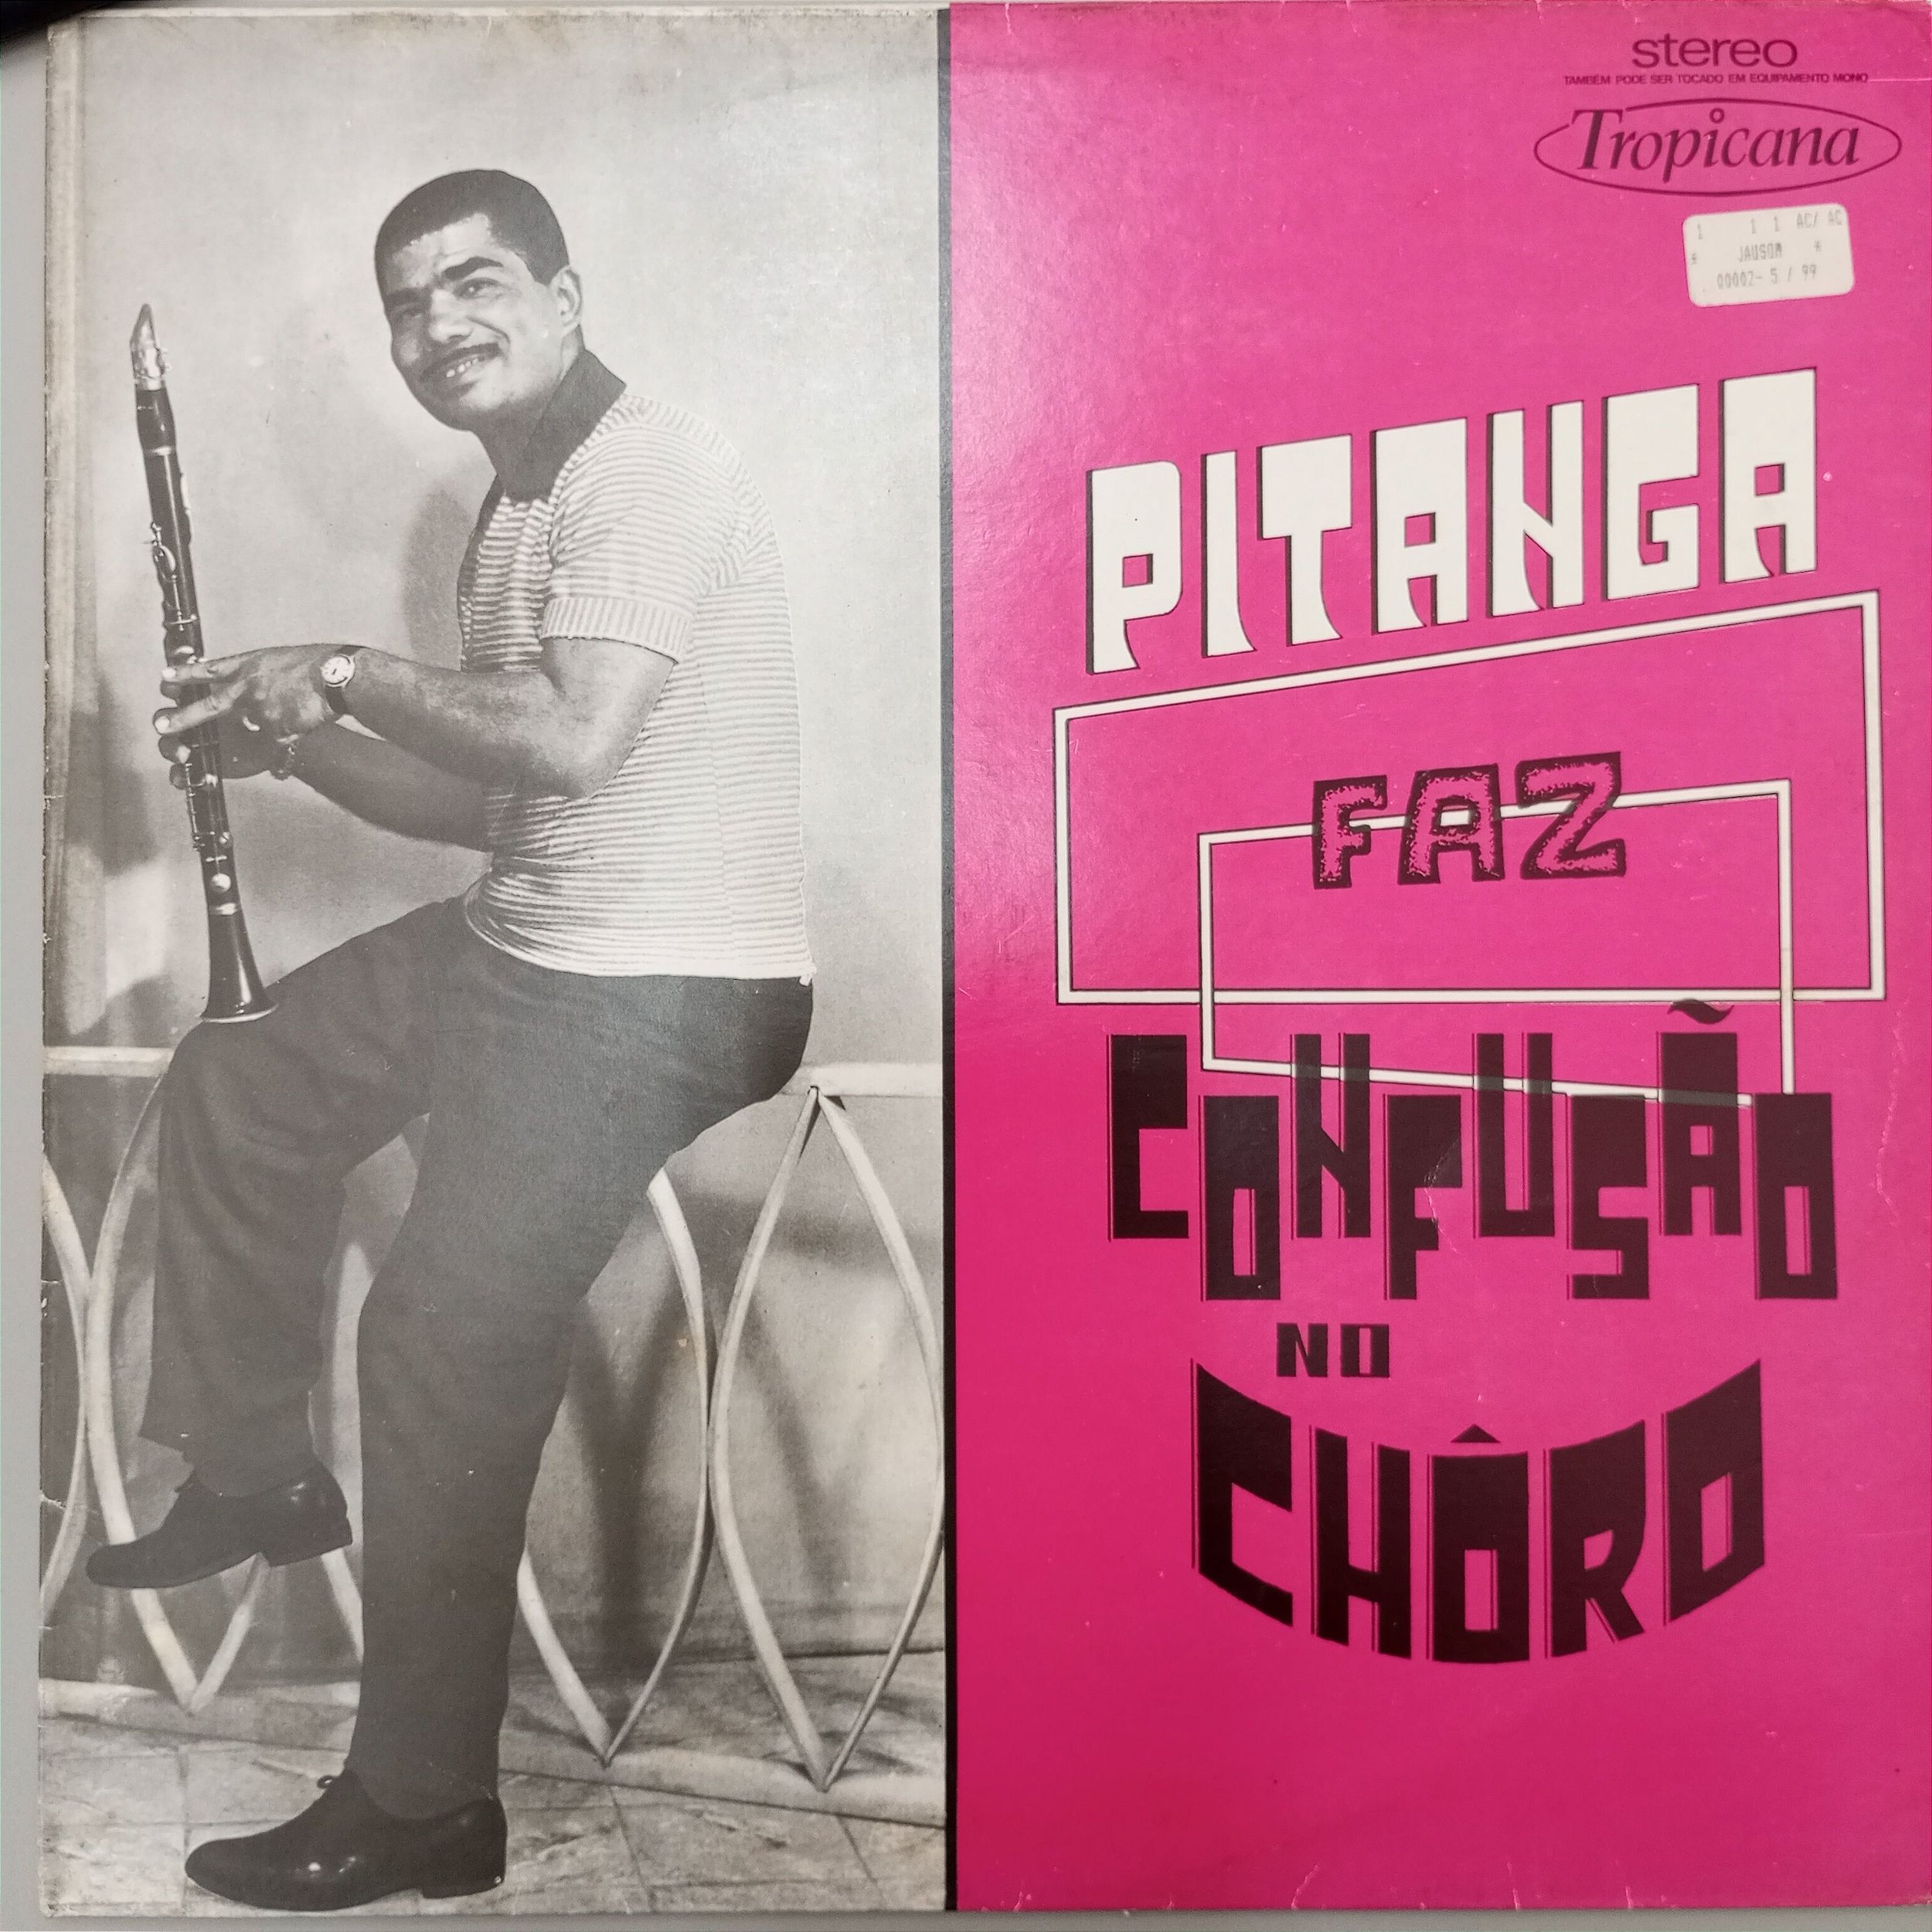 stereo
TAMBÉM PODE SER TOCADO EM EQUIPAMENTO MONO
Tropicana
1 1 1 AC/ AC
* JAUSOM *
00002- 5 / 99
PITANGA
FAZ
CONFUSÃO
NO
CHÔRO